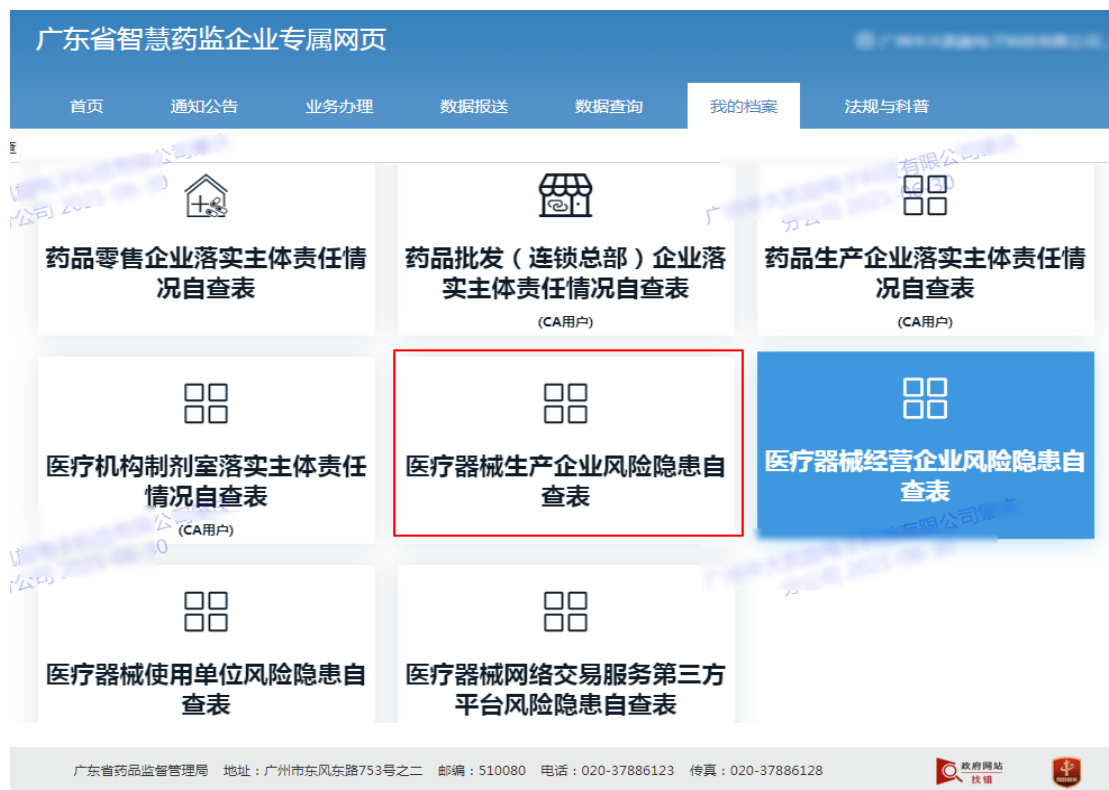 广东省智慧药监企业专属网页
首页 通知公告 业务办理 数据报送 数据查询 我的档案 法规与科普
药品零售企业落实主体责任情
况自查表
药品批发（连锁总部）企业落
实主体责任情况自查表
(CA用户)
药品生产企业落实主体责任情
况自查表
(CA用户)
医疗机构制剂室落实主体责任
情况自查表
(CA用户)
医疗器械生产企业风险隐患自
查表
医疗器械经营企业风险隐患自
查表
医疗器械使用单位风险隐患自
查表
医疗器械网络交易服务第三方
平台风险隐患自查表
广东省药品监督管理局 地址：广州市东风东路753号之二 邮编：510080 电话：020-37886123 传真：020-37886128
政府网站
找错